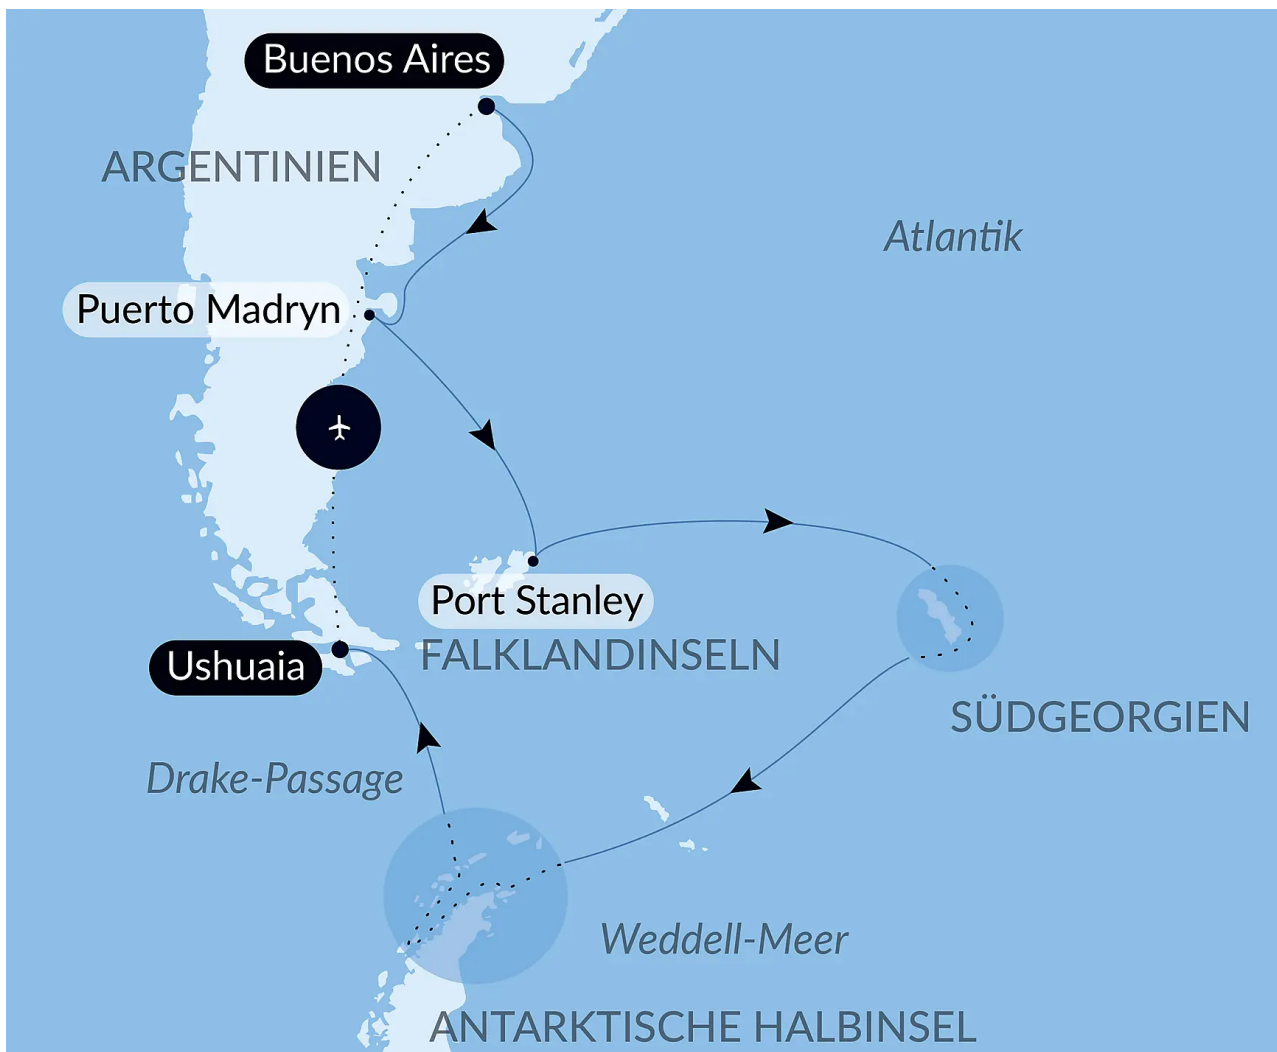 Buenos Aires
ARGENTINIEN
Atlantik
Puerto Madryn
Port Stanley
FALKLANDINSELN
Ushuaia
SÜDGEORGIEN
Drake-Passage
Weddell-Meer
ANTARKTISCHE HALBINSEL